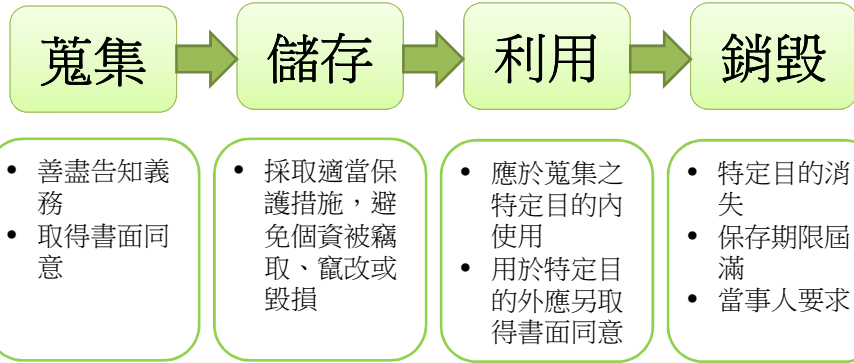 蒐集
儲存
利用
銷毀
• 善盡告知義
務
• 取得書面同
意
• 採取適當保
護措施，避
免個資被竊
取、竄改或
毀損
• 應於蒐集之
特定目的內
使用
• 用於特定目
的外應另取
得書面同意
• 特定目的消
失
• 保存期限屆
滿
• 當事人要求